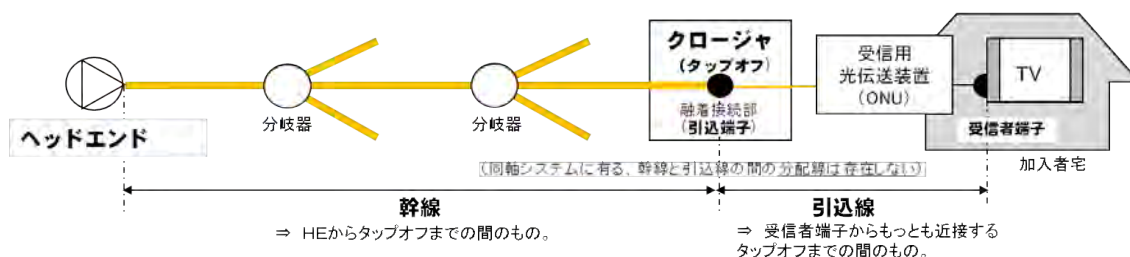 ヘッドエンド
分岐器
分岐器
クロージャ
(タップオフ)
融着接続部
(引込端子)
受信用
光伝送装置
(ONU)
TV
受信者端子
加入者宅
(同軸システムに有る、幹線と引込線の間の分配線は存在しない)
幹線
⇒ HEからタップオフまでの間のもの。
引込線
⇒ 受信者端子からもっとも近接する
タップオフまでの間のもの。